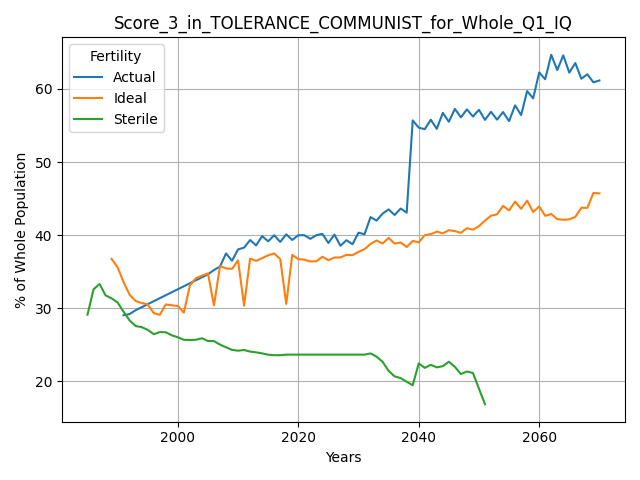 Score_3_in_TOLERANCE_COMMUNIST_for_Whole_Q1_IQ
Fertility
Actual
Ideal
Sterile
% of Whole Population
60
50
40
30
20
2000
2020
2040
2060
Years